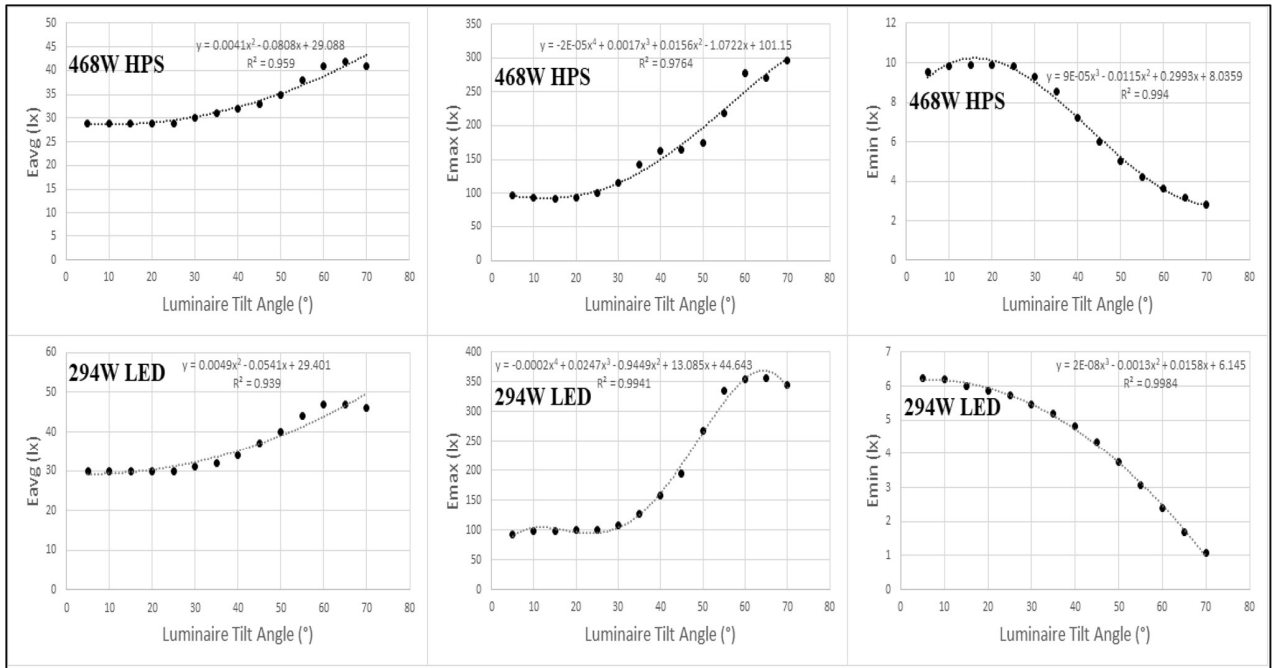 50
45
40
35
30
25
20
15
10
5
0
Eavg (lx)
468W HPS
y = 0.0041x² - 0.0808x + 29.088
R² = 0.959
0 10 20 30 40 50 60 70 80
Luminaire Tilt Angle (°)
350
300
250
200
150
100
50
0
Emax (lx)
y = -2E-05x⁴ + 0.0017x³ + 0.0156x² - 1.0722x + 101.15
R² = 0.9764
468W HPS
0 10 20 30 40 50 60 70 80
Luminaire Tilt Angle (°)
12
10
8
6
4
2
0
Emin (lx)
y = 9E-05x³ - 0.0115x² + 0.2993x + 8.0359
R² = 0.994
468W HPS
0 10 20 30 40 50 60 70 80
Luminaire Tilt Angle (°)
60
50
40
30
20
10
0
Eavg (lx)
294W LED
y = 0.0049x² - 0.0541x + 29.401
R² = 0.939
0 10 20 30 40 50 60 70 80
Luminaire Tilt Angle (°)
400
350
300
250
200
150
100
50
0
Emax (lx)
y = -0.0002x⁴ + 0.0247x³ - 0.9449x² + 13.085x + 44.643
R² = 0.9941
294W LED
0 10 20 30 40 50 60 70 80
Luminaire Tilt Angle (°)
7
6
5
4
3
2
1
0
Emin (lx)
y = 2E-08x³ - 0.0013x² + 0.0158x + 6.145
R² = 0.9984
294W LED
0 10 20 30 40 50 60 70 80
Luminaire Tilt Angle (°)